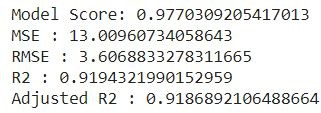 Model Score: 0.9770309205417013
MSE : 13.00960734058643
RMSE : 3.6068833278311665
R2 : 0.9194321990152959
Adjusted R2 : 0.9186892106488664